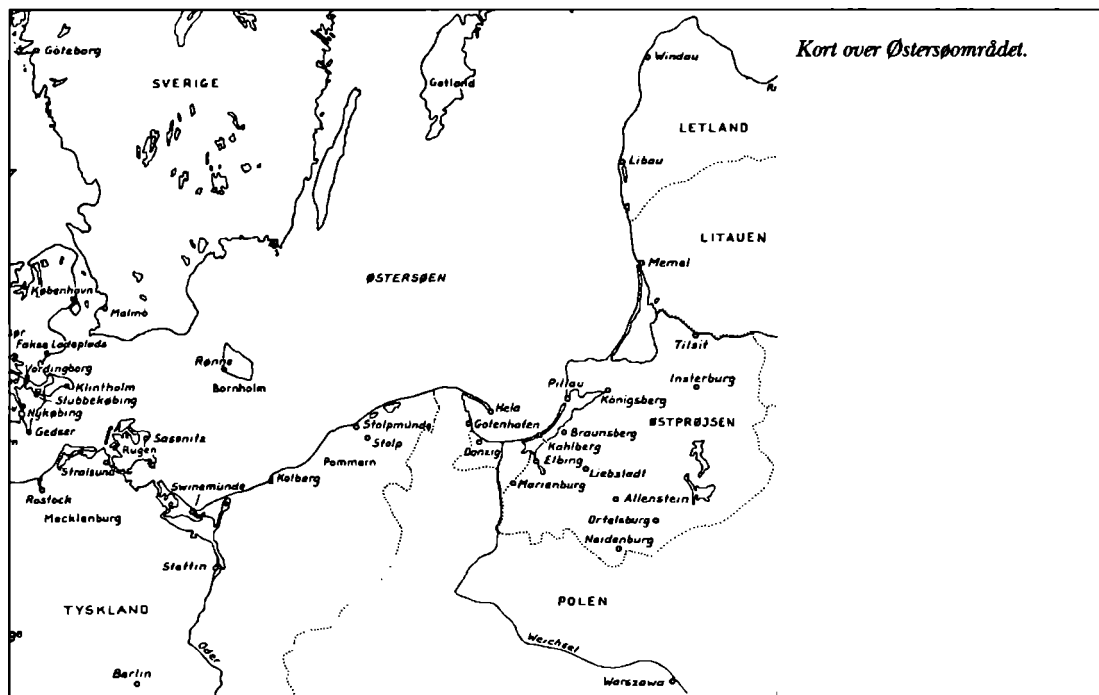 Kort over Østersøområdet.
Göteborg
SVERIGE
Gotland
Windau
LETLAND
Libau
LITAUEN
Memel
ØSTERSØEN
København
Malmö
Tilsit
Fakse Ladeplads
Rønne
Bornholm
Vordingborg
Klintholm
Stubbekøbing
Nykøbing
Gedser
Insterburg
Pillau
Königsberg
ØSTPRØJSEN
Hela
Gotenhafen
Danzig
Braunsberg
Kahlberg
Elbing
Liebstadt
Marienburg
Allenstein
Ortelsburg
Neidenburg
Stolpmünde
Stolp
Pommern
Kolberg
Sassnitz
Rügen
Stralsund
Swinemünde
Rostock
Mecklenburg
Stettin
TYSKLAND
POLEN
Oder
Weichsel
Berlin
Warszawa